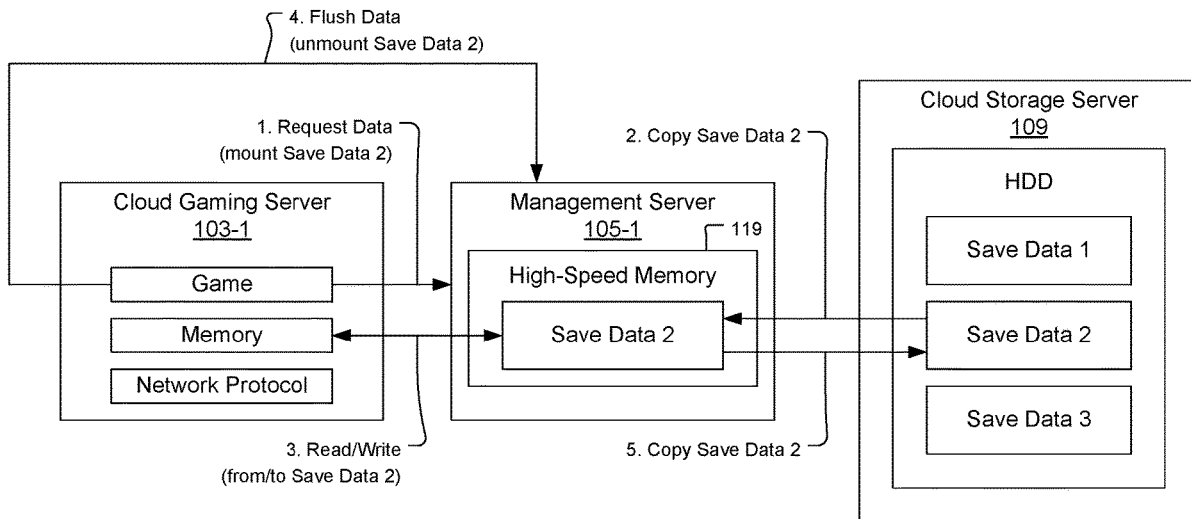 4. Flush Data
(unmount Save Data 2)
1. Request Data
(mount Save Data 2)
Cloud Gaming Server
103-1
Game
Memory
Network Protocol
3. Read/Write
(from/to Save Data 2)
Management Server
105-1
119
High-Speed Memory
Save Data 2
2. Copy Save Data 2
5. Copy Save Data 2
Cloud Storage Server
109
HDD
Save Data 1
Save Data 2
Save Data 3